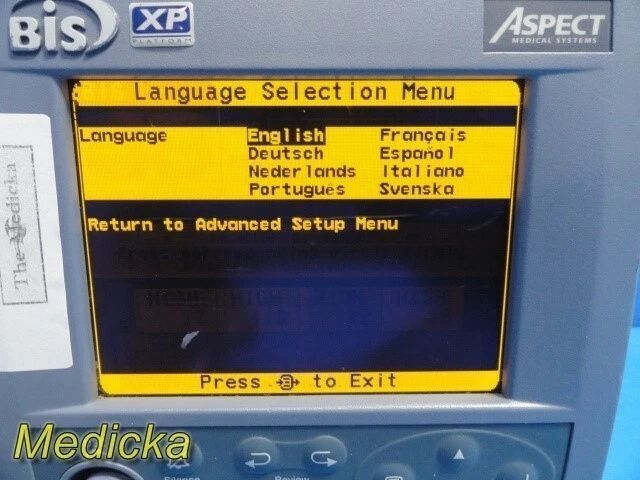 BIS
XP
PLATFORM
ASPECT
MEDICAL SYSTEMS
Language Selection Menu
Language English Français
Deutsch Español
Nederlands Italiano
Português Svenska
Return to Advanced Setup Menu
Press to Exit
The Medicka
Medicka
Silence
Review